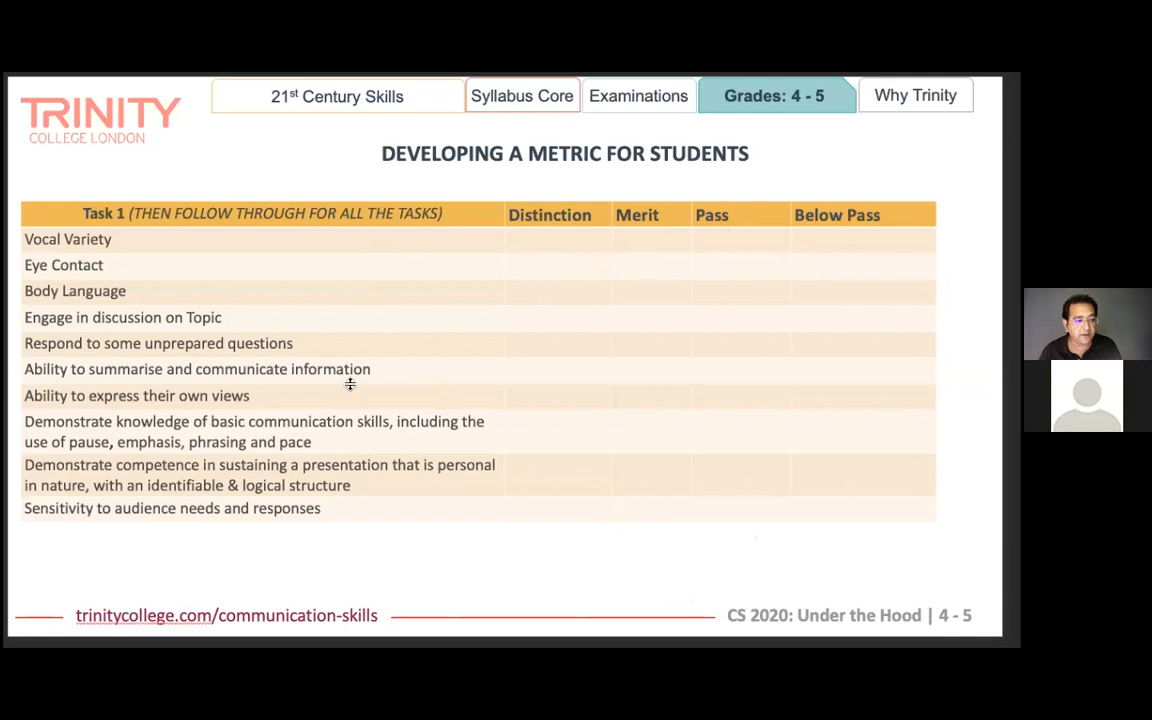 21st Century Skills
Syllabus Core
Examinations
Grades: 4 - 5
Why Trinity
TRINITY
COLLEGE LONDON
DEVELOPING A METRIC FOR STUDENTS
Task 1 (THEN FOLLOW THROUGH FOR ALL THE TASKS) Distinction Merit Pass Below Pass
Vocal Variety
Eye Contact
Body Language
Engage in discussion on Topic
Respond to some unprepared questions
Ability to summarise and communicate information
Ability to express their own views
Demonstrate knowledge of basic communication skills, including the
use of pause, emphasis, phrasing and pace
Demonstrate competence in sustaining a presentation that is personal
in nature, with an identifiable & logical structure
Sensitivity to audience needs and responses
trinitycollege.com/communication-skills
CS 2020: Under the Hood | 4 - 5